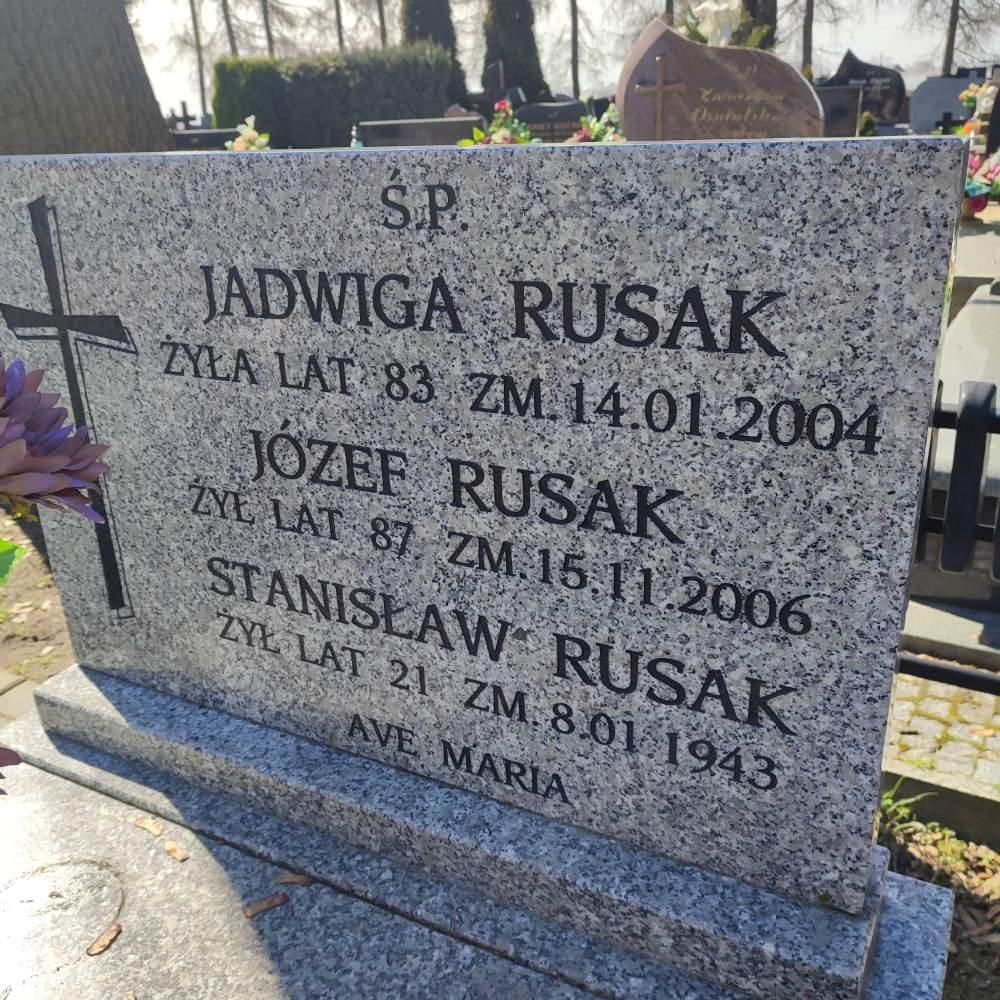 Ś.P.
JADWIGA RUSAK
ŻYŁA LAT 83 ZM. 14.01.2004
JÓZEF RUSAK
ŻYŁ LAT 87 ZM. 15.11.2006
STANISŁAW RUSAK
ŻYŁ LAT 21 ZM. 8.01.1943
AVE MARIA